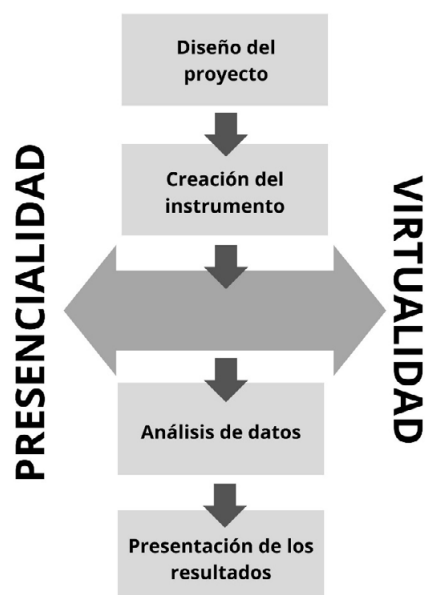 Diseño del
proyecto
Creación del
instrumento
PRESENCIALIDAD
VIRTUALIDAD
Análisis de datos
Presentación de los
resultados